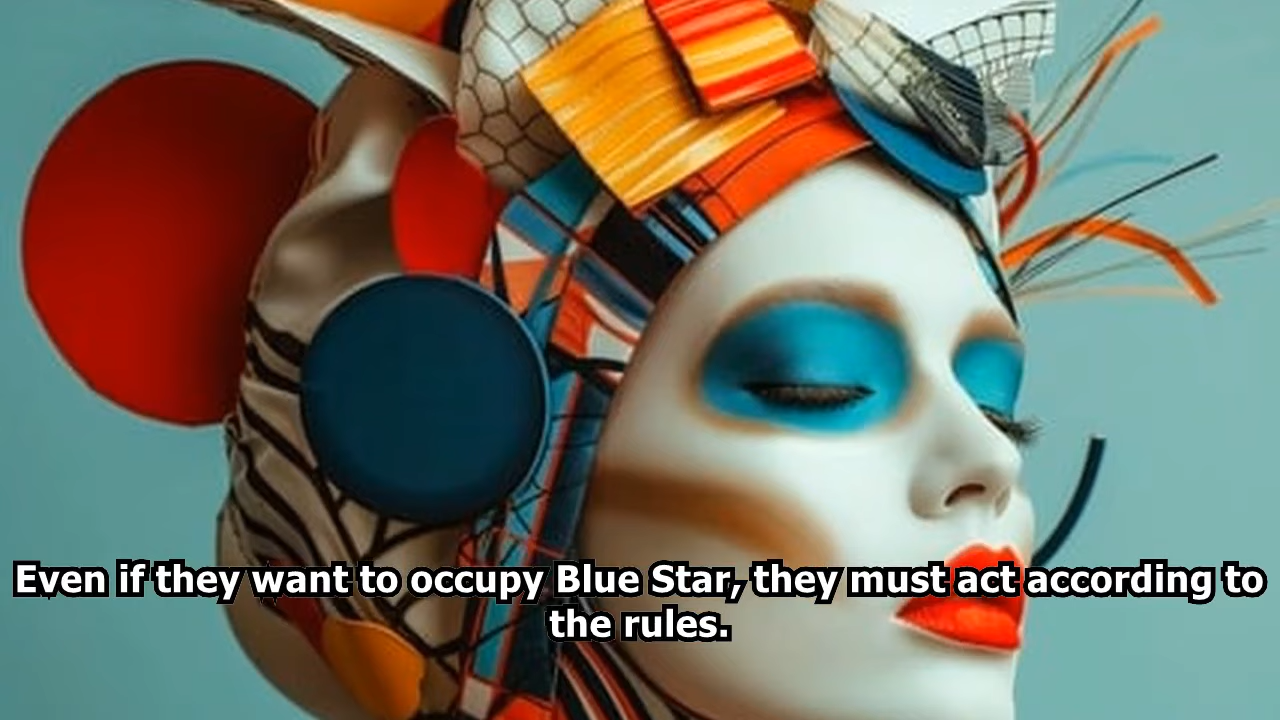 Even if they want to occupy Blue Star, they must act according to
the rules.